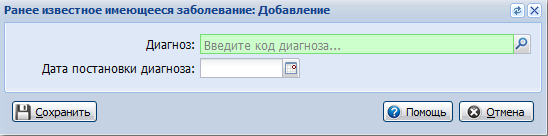 Ранее известное имеющееся заболевание: Добавление
Диагноз: Введите код диагноза...
Дата постановки диагноза:
Сохранить Помощь Отмена